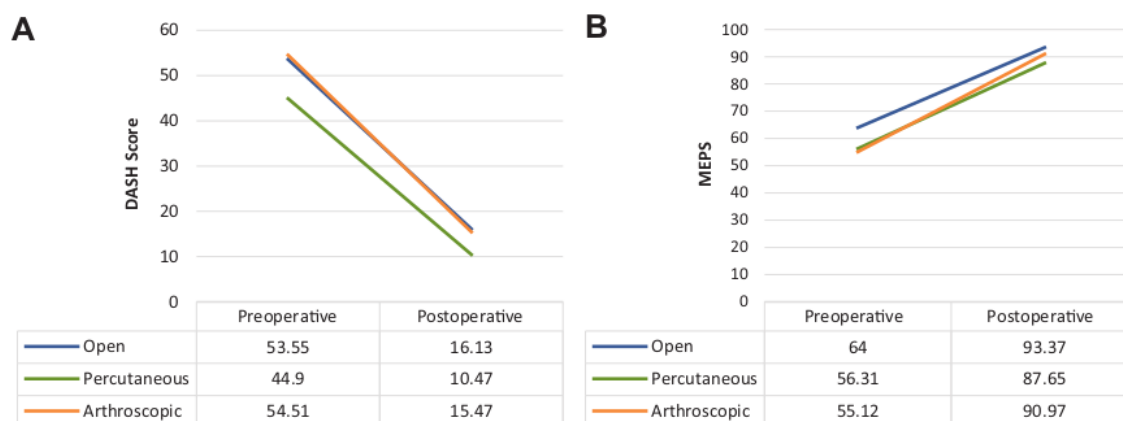 A
DASH Score
60
50
40
30
20
10
0
Preoperative Postoperative
Open 53.55 16.13
Percutaneous 44.9 10.47
Arthroscopic 54.51 15.47
B
MEPS
100
90
80
70
60
50
40
30
20
10
0
Preoperative Postoperative
Open 64 93.37
Percutaneous 56.31 87.65
Arthroscopic 55.12 90.97